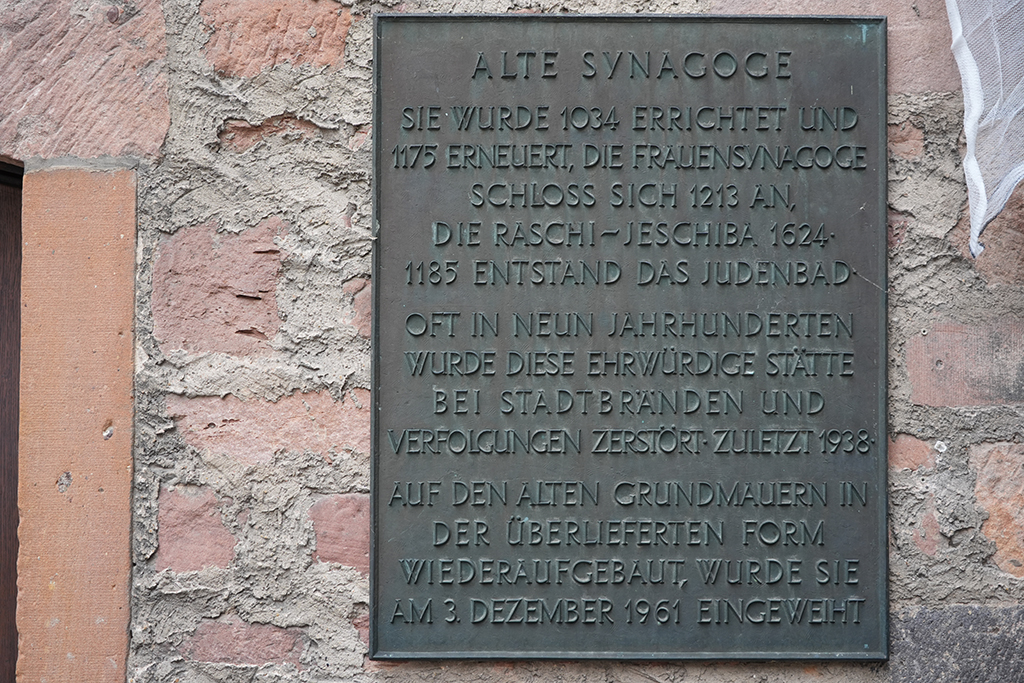 ALTE SYNAGOGE
SIE WURDE 1034 ERRICHTET UND
1175 ERNEUERT, DIE FRAUENSYNAGOGE
SCHLOSS SICH 1213 AN,
DIE RASCHI-JESCHIBA 1624·
1185 ENTSTAND DAS JUDENBAD·
OFT IN NEUN JAHRHUNDERTEN
WURDE DIESE EHRWÜRDIGE STÄTTE
BEI STADTBRÄNDEN UND
VERFOLGUNGEN ZERSTÖRT· ZULETZT 1938·
AUF DEN ALTEN GRUNDMAUERN IN
DER ÜBERLIEFERTEN FORM
WIEDERAUFGEBAUT, WURDE SIE
AM 3. DEZEMBER 1961 EINGEWEIHT